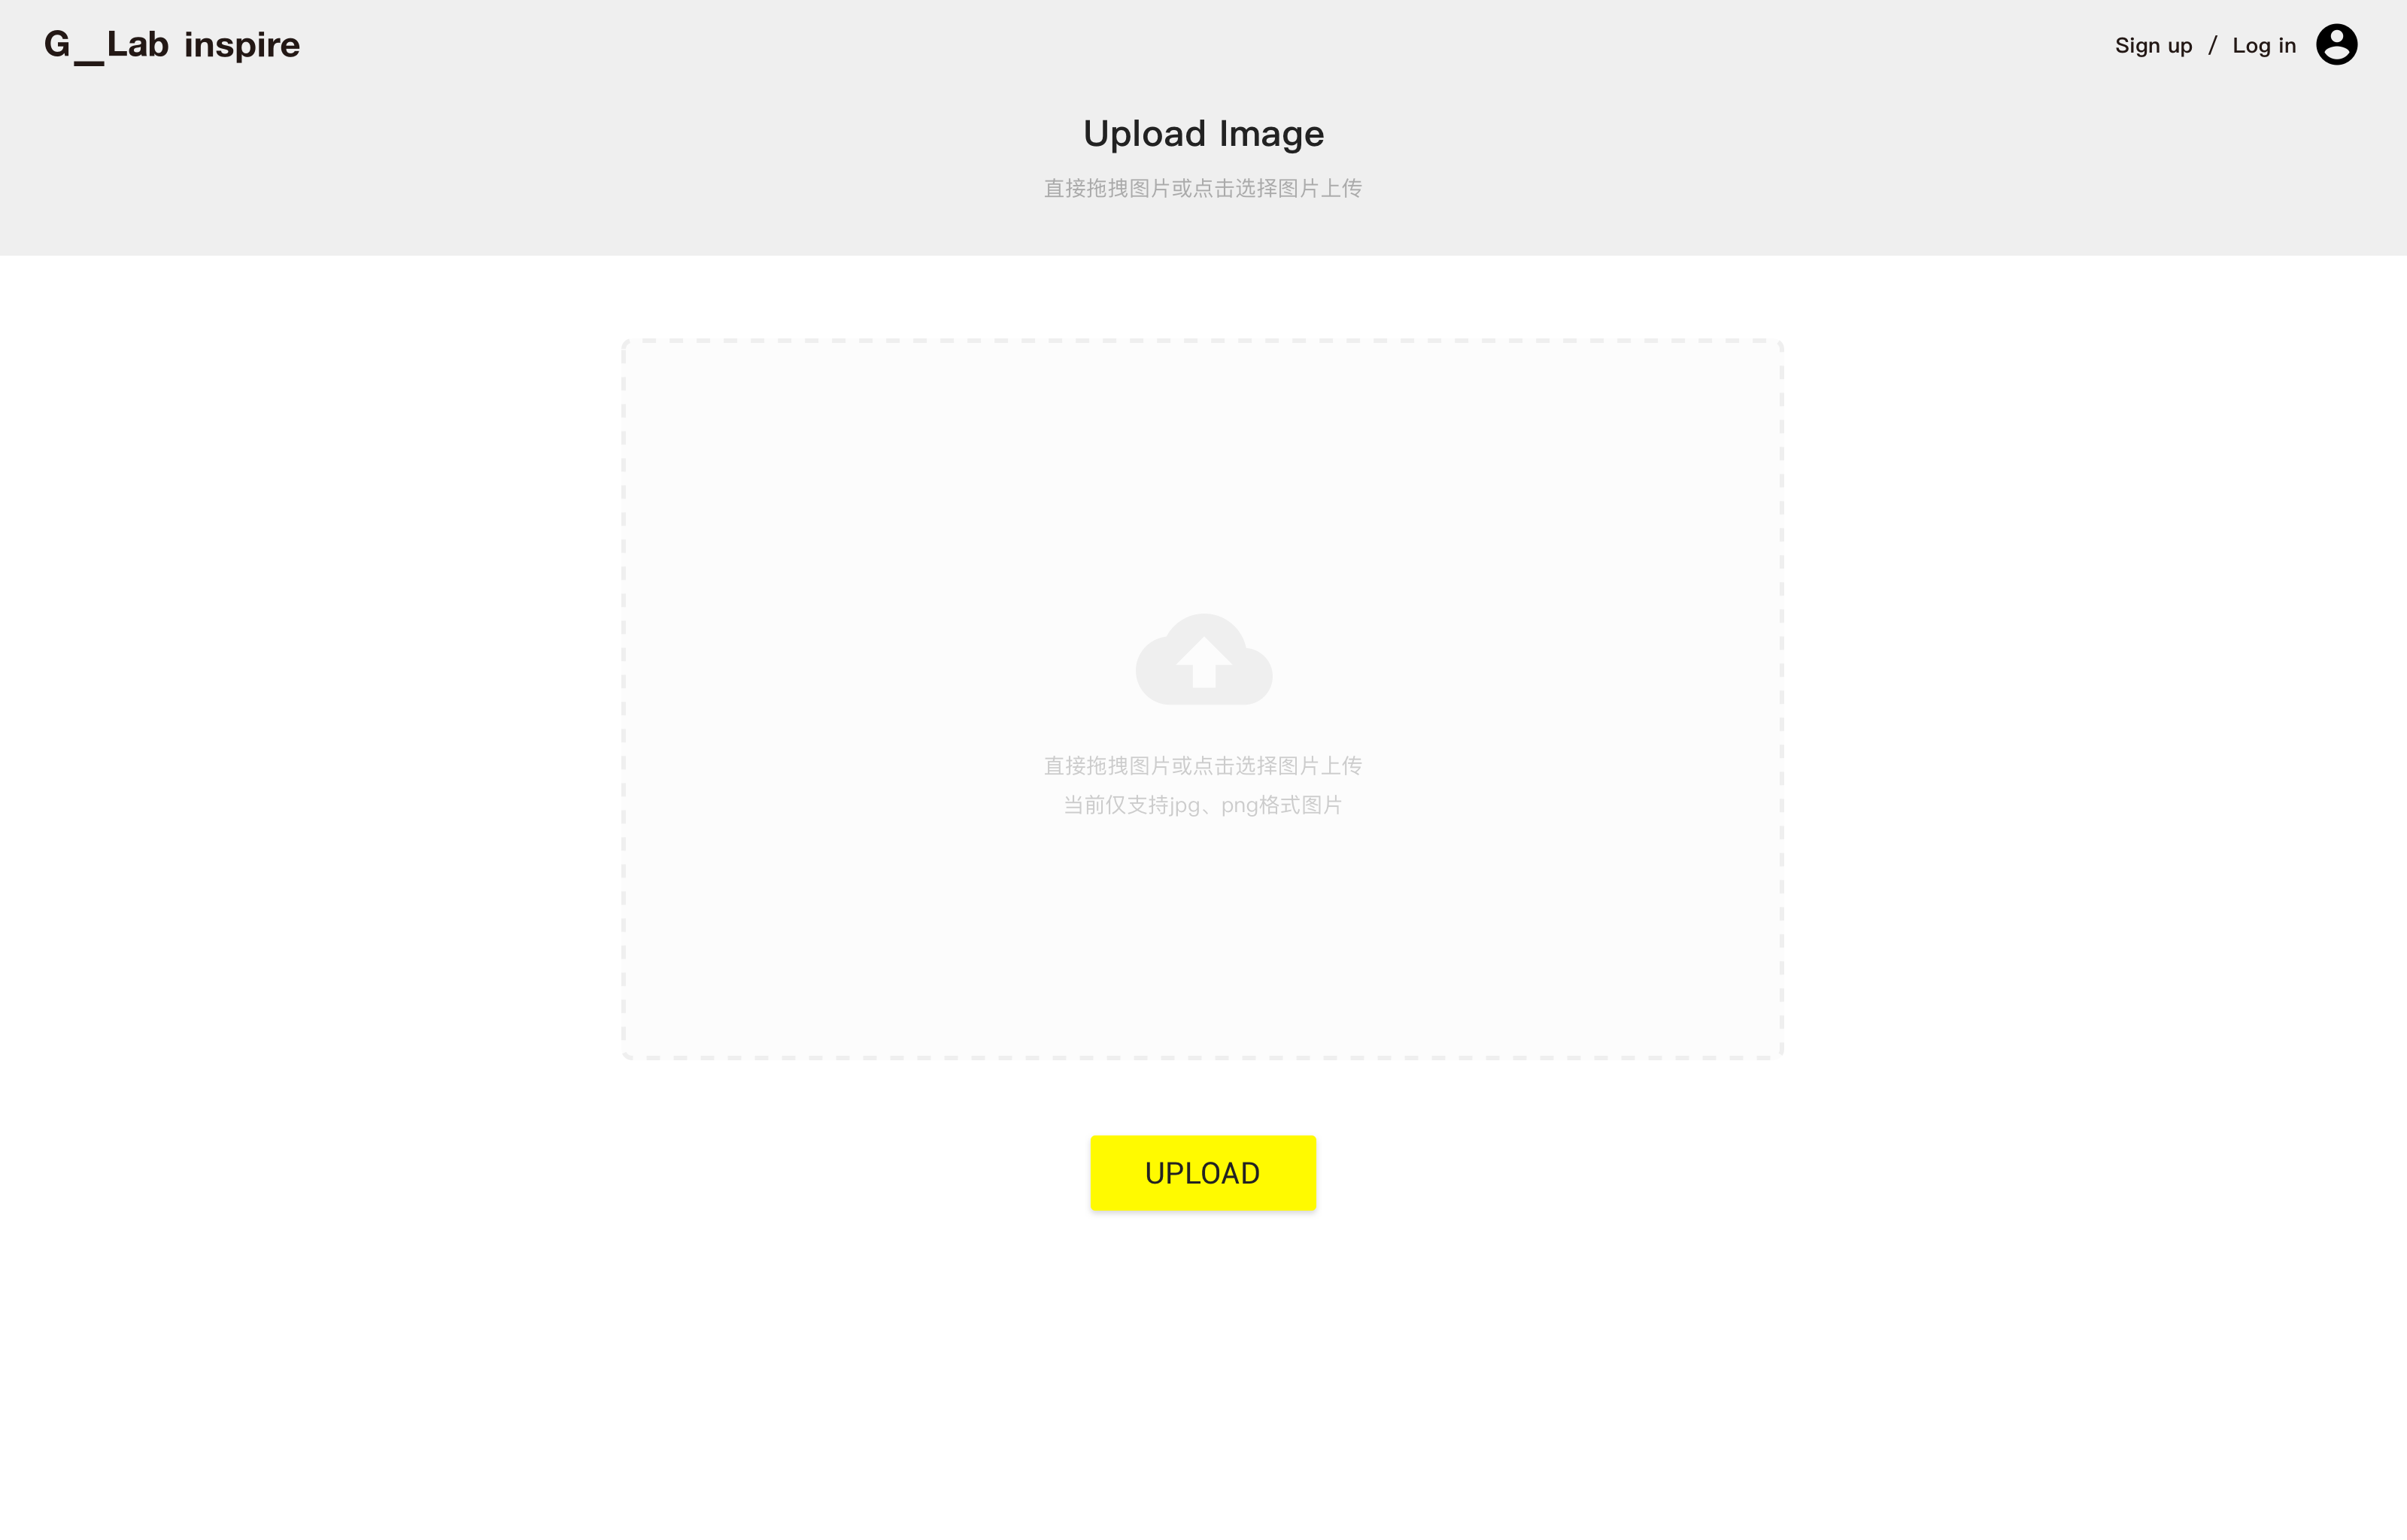 G__Lab inspire
Sign up / Log in
Upload Image
直接拖拽图片或点击选择图片上传
直接拖拽图片或点击选择图片上传
当前仅支持jpg、png格式图片
UPLOAD